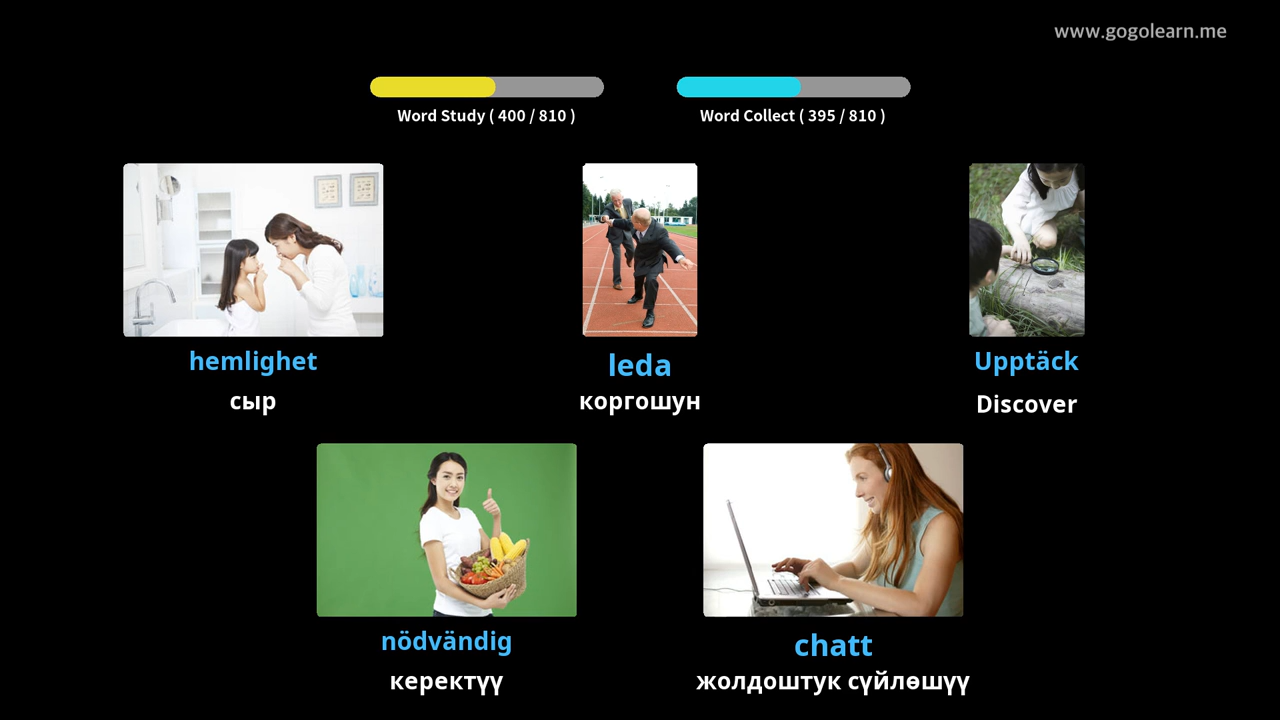 www.gogolearn.me
Word Study ( 400 / 810 )
Word Collect ( 395 / 810 )
hemlighet
сыр
leda
коргошун
Upptäck
Discover
nödvändig
керектүү
chatt
жолдоштук сүйлөшүү